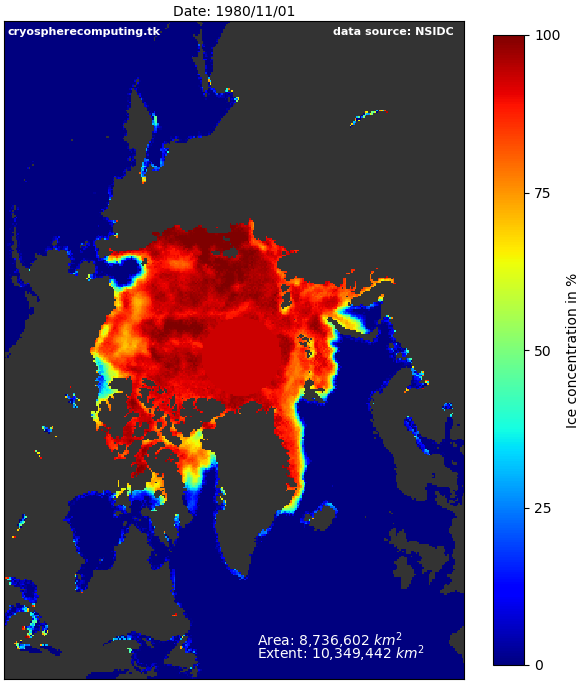 Date: 1980/11/01
cryospherecomputing.tk data source: NSIDC
100
75
50
25
0
Ice concentration in %
Area: 8,736,602 km²
Extent: 10,349,442 km²